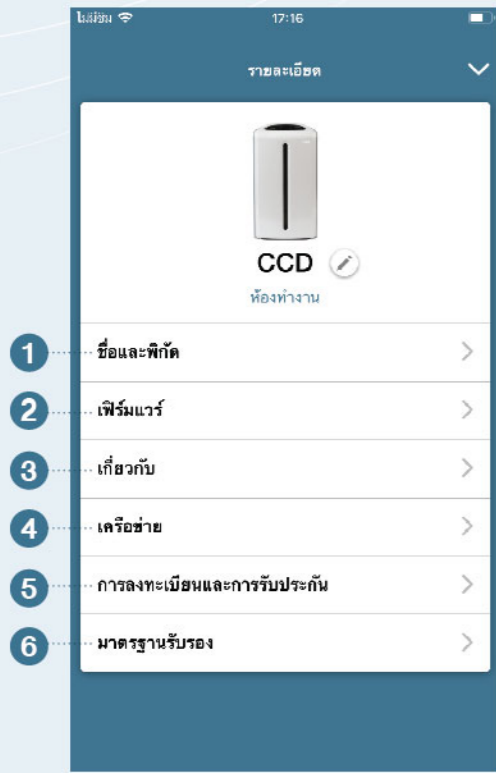 ไม่มีซิม 17:16
รายละเอียด
CCD
ห้องทำงาน
1 ชื่อและพิกัด
2 เฟิร์มแวร์
3 เกี่ยวกับ
4 เครือข่าย
5 การลงทะเบียนและการรับประกัน
6 มาตรฐานรับรอง